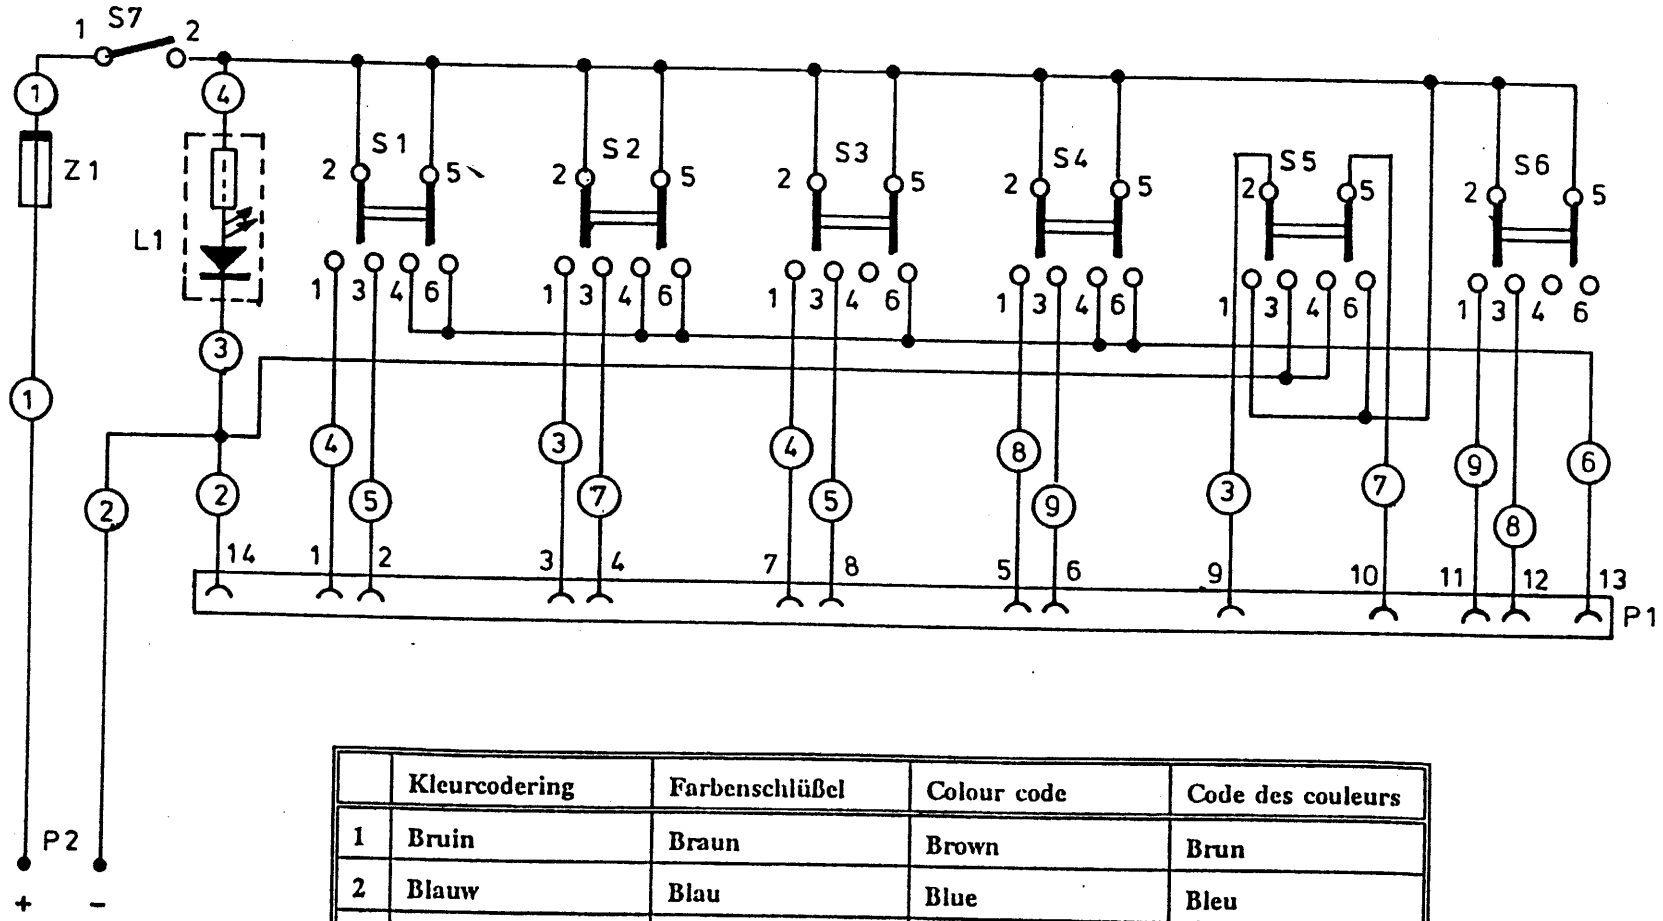 1 S7 2
1 4
S1 S2 S3 S4 S5 S6
Z1 2 5 2 5 2 5 2 5 2 5 2 5
L1
1 3 4 6 1 3 4 6 1 3 4 6 1 3 4 6 1 3 4 6 1 3 4 6
3
1 4 3 4 8 9 6
2 2 5 7 5 9 3 7 8
14 1 2 3 4 7 8 5 6 9 10 11 12 13
P1
P2
+ -
Kleurcodering Farbenschlüßel Colour code Code des couleurs
1 Bruin Braun Brown Brun
2 Blauw Blau Blue Bleu